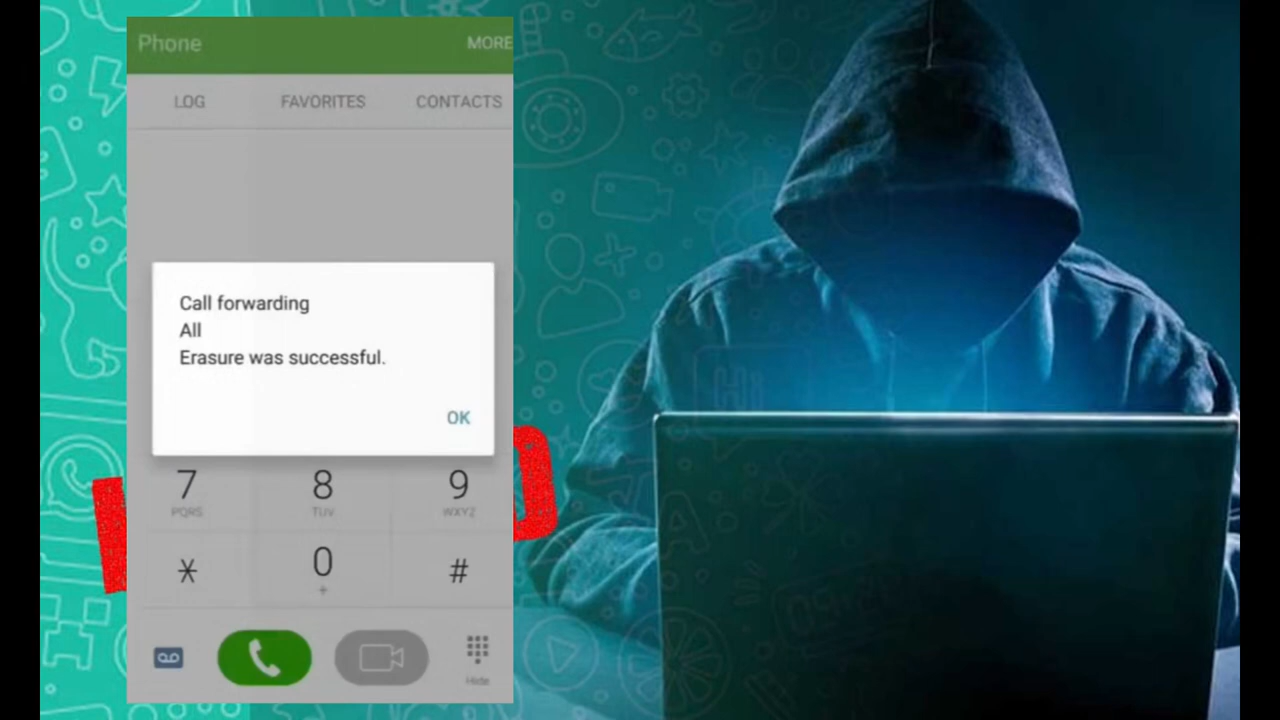 Phone
MORE
LOG FAVORITES CONTACTS
Call forwarding
All
Erasure was successful.
OK
7 8 9
PQRS TUV WXYZ
* 0 #
+
Hide
Hi